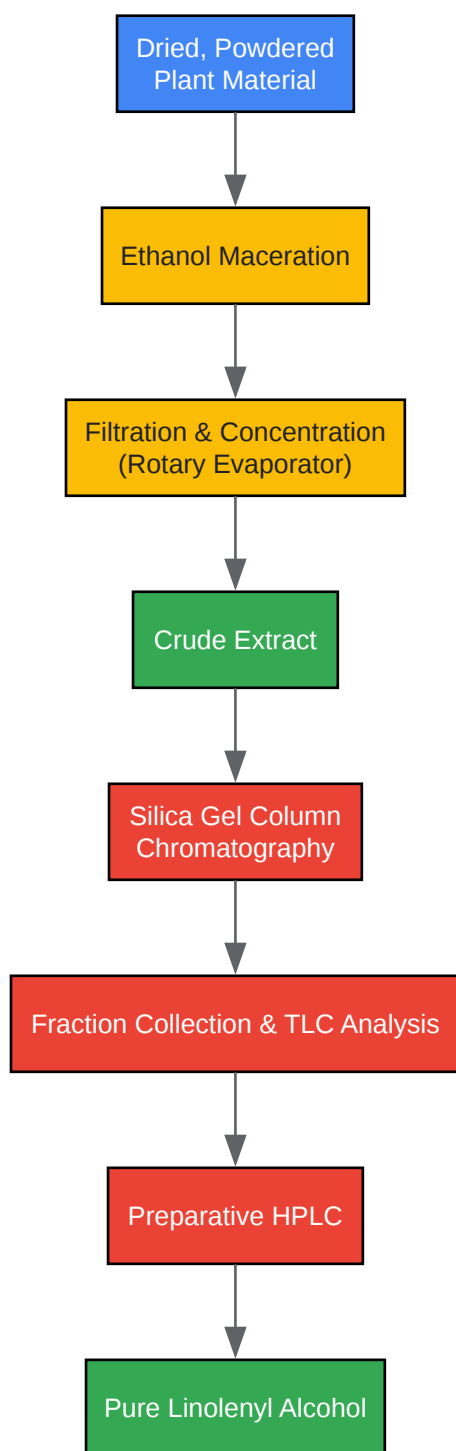 Dried, Powdered
Plant Material
Ethanol Maceration
Filtration & Concentration
(Rotary Evaporator)
Crude Extract
Silica Gel Column
Chromatography
Fraction Collection & TLC Analysis
Preparative HPLC
Pure Linolenyl Alcohol